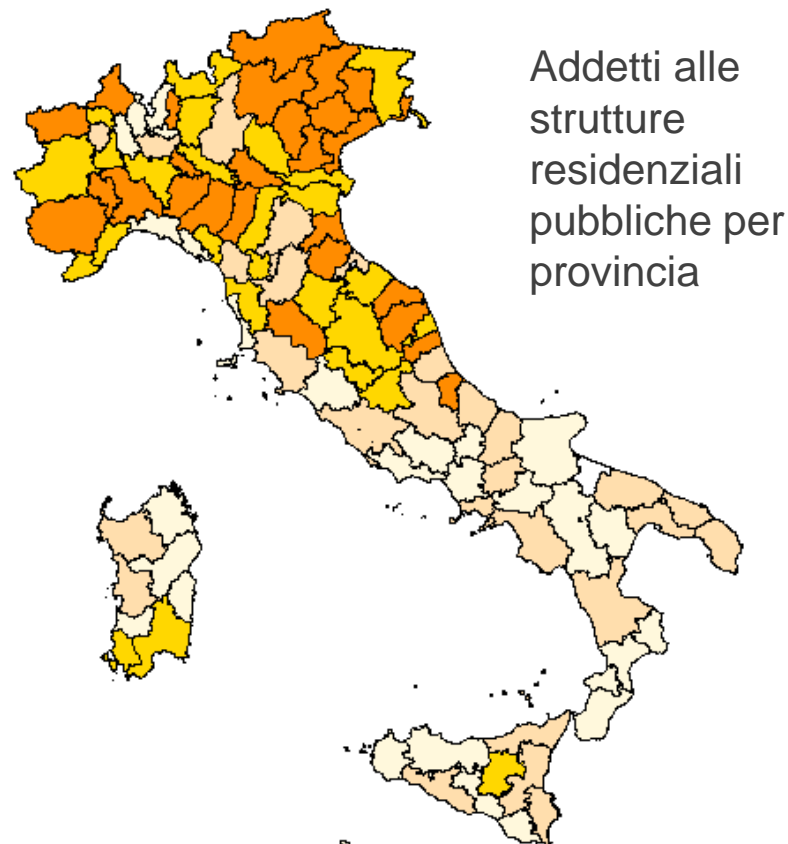 Addetti alle
strutture
residenziali
pubbliche per
provincia